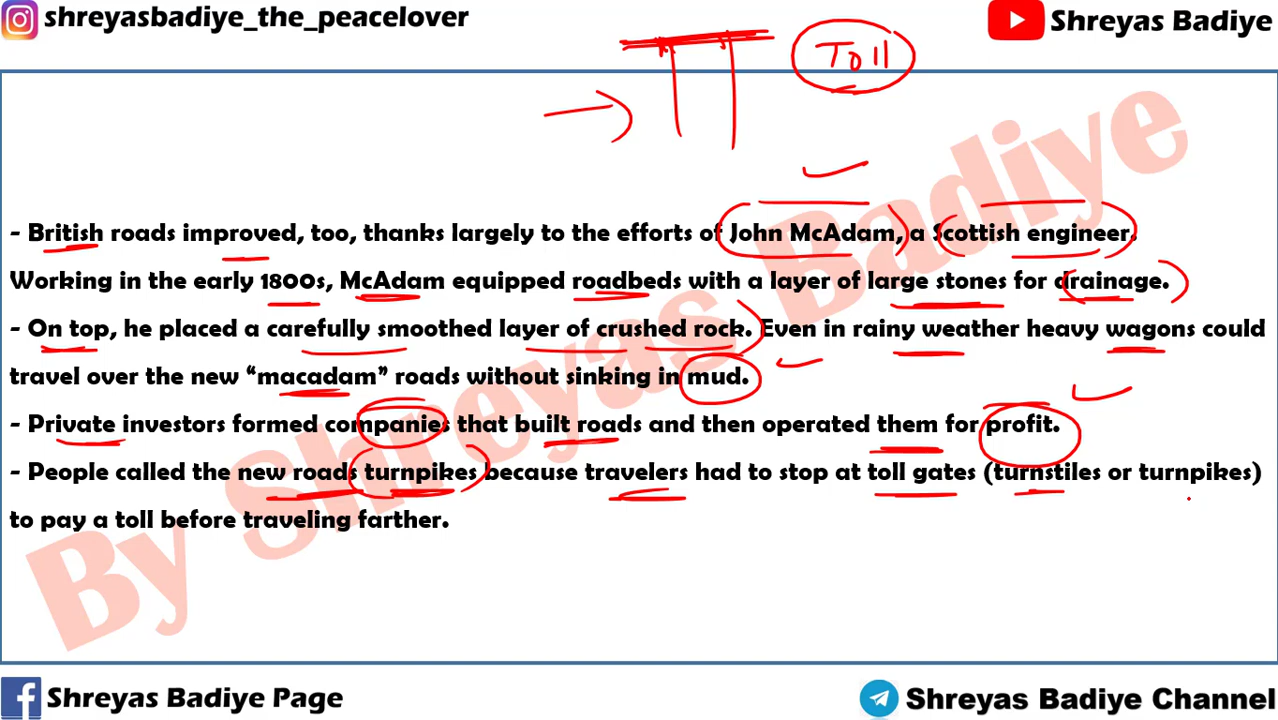 shreyasbadiye_the_peacelover
Shreyas Badiye
Toll
- British roads improved, too, thanks largely to the efforts of John McAdam, a Scottish engineer.
Working in the early 1800s, McAdam equipped roadbeds with a layer of large stones for drainage.
- On top, he placed a carefully smoothed layer of crushed rock. Even in rainy weather heavy wagons could
travel over the new “macadam” roads without sinking in mud.
- Private investors formed companies that built roads and then operated them for profit.
- People called the new roads turnpikes because travelers had to stop at toll gates (turnstiles or turnpikes)
to pay a toll before traveling farther.
By Shreyas Badiye
Shreyas Badiye Page
Shreyas Badiye Channel